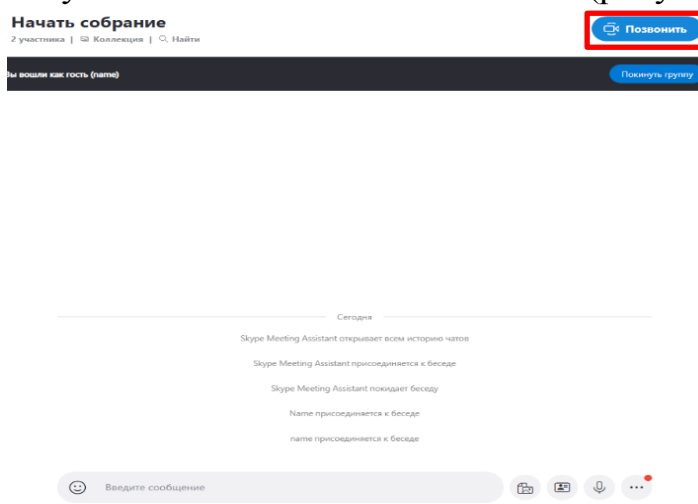 Начать собрание
Позвонить
2 участника | Коллекция | Найти
Вы вошли как гость (name)
Покинуть группу
Сегодня
Skype Meeting Assistant открывает всем историю чатов
Skype Meeting Assistant присоединяется к беседе
Skype Meeting Assistant покидает беседу
Name присоединяется к беседе
name присоединяется к беседе
Введите сообщение